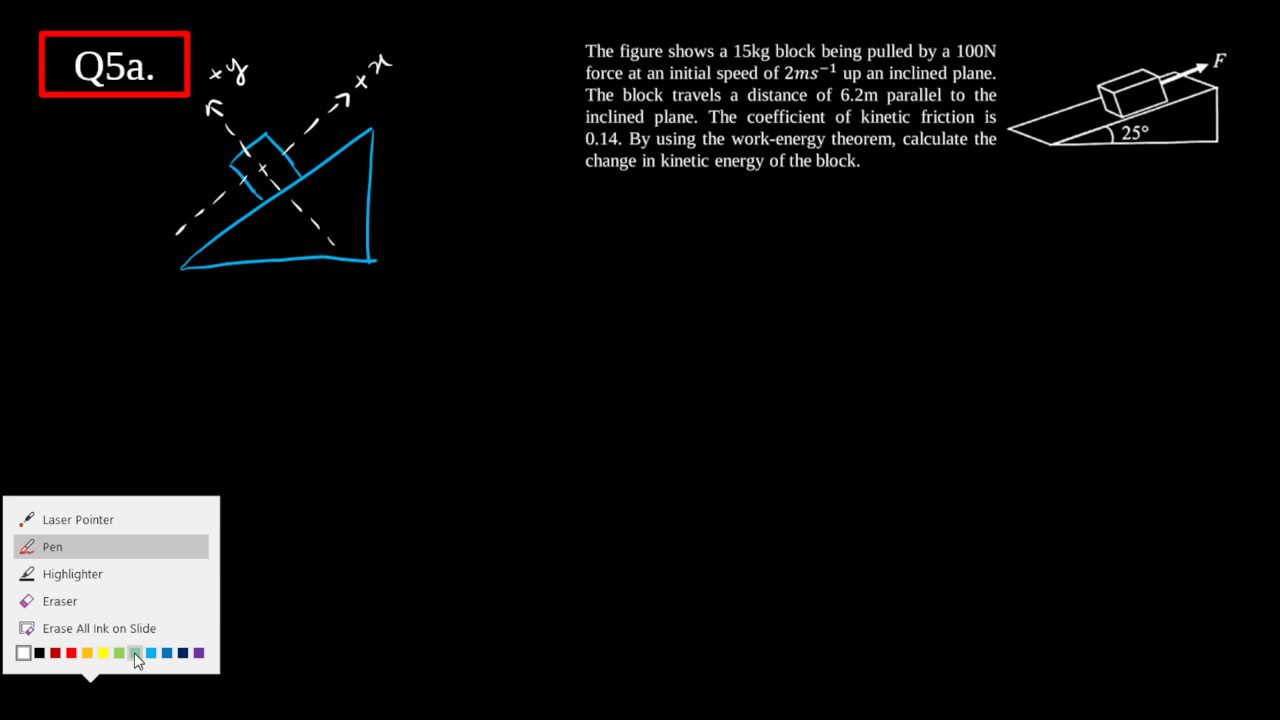 Q5a.
+y
+x
The figure shows a 15kg block being pulled by a 100N
force at an initial speed of 2ms⁻¹ up an inclined plane.
The block travels a distance of 6.2m parallel to the
inclined plane. The coefficient of kinetic friction is
0.14. By using the work-energy theorem, calculate the
change in kinetic energy of the block.
F
25°
Laser Pointer
Pen
Highlighter
Eraser
Erase All Ink on Slide